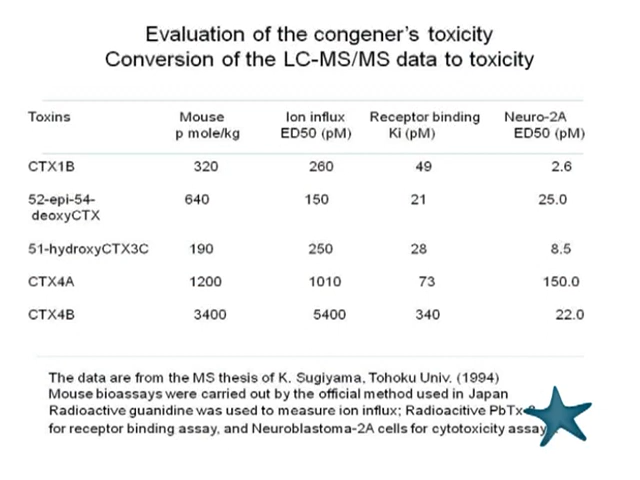 Evaluation of the congener's toxicity
Conversion of the LC-MS/MS data to toxicity
Toxins Mouse Ion influx Receptor binding Neuro-2A
p mole/kg ED50 (pM) Ki (pM) ED50 (pM)
CTX1B 320 260 49 2.6
52-epi-54- 640 150 21 25.0
deoxyCTX
51-hydroxyCTX3C 190 250 28 8.5
CTX4A 1200 1010 73 150.0
CTX4B 3400 5400 340 22.0
The data are from the MS thesis of K. Sugiyama, Tohoku Univ. (1994)
Mouse bioassays were carried out by the official method used in Japan
Radioactive guanidine was used to measure ion influx; Radioacitive PbTx-
for receptor binding assay, and Neuroblastoma-2A cells for cytotoxicity assay